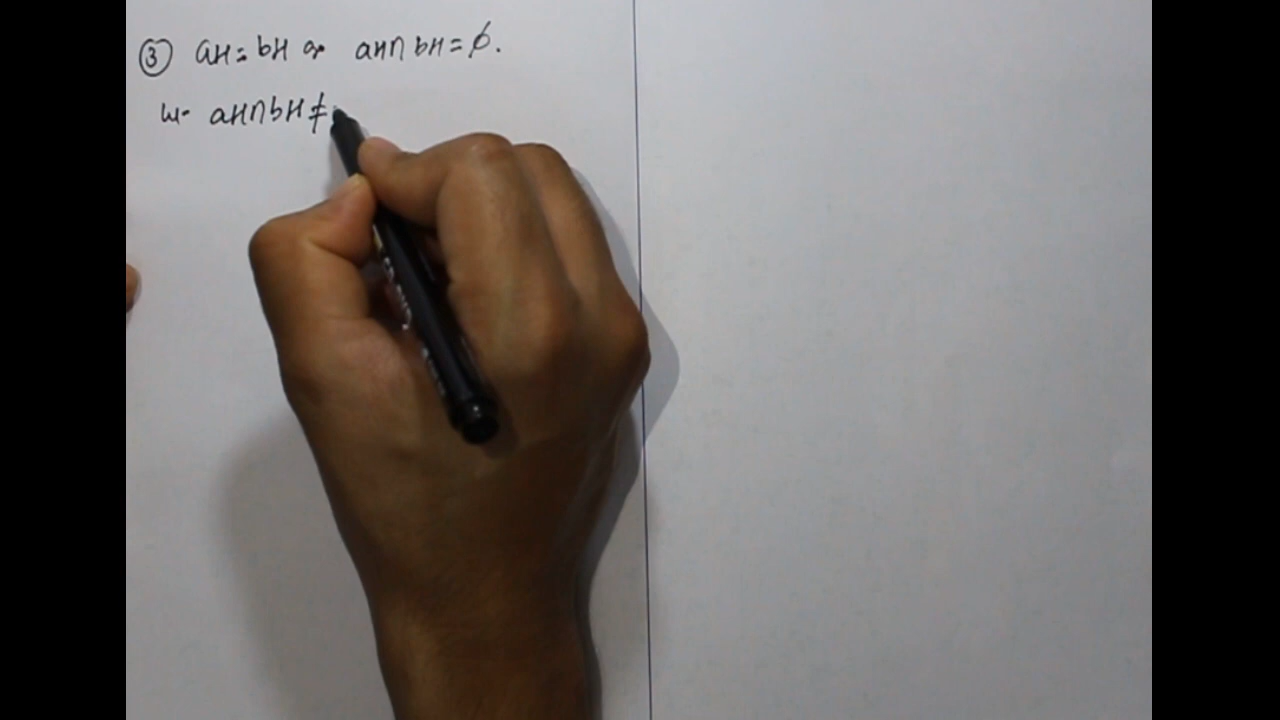 ③ aH = bH or aH ∩ bH = ϕ.
aH ∩ bH ≠